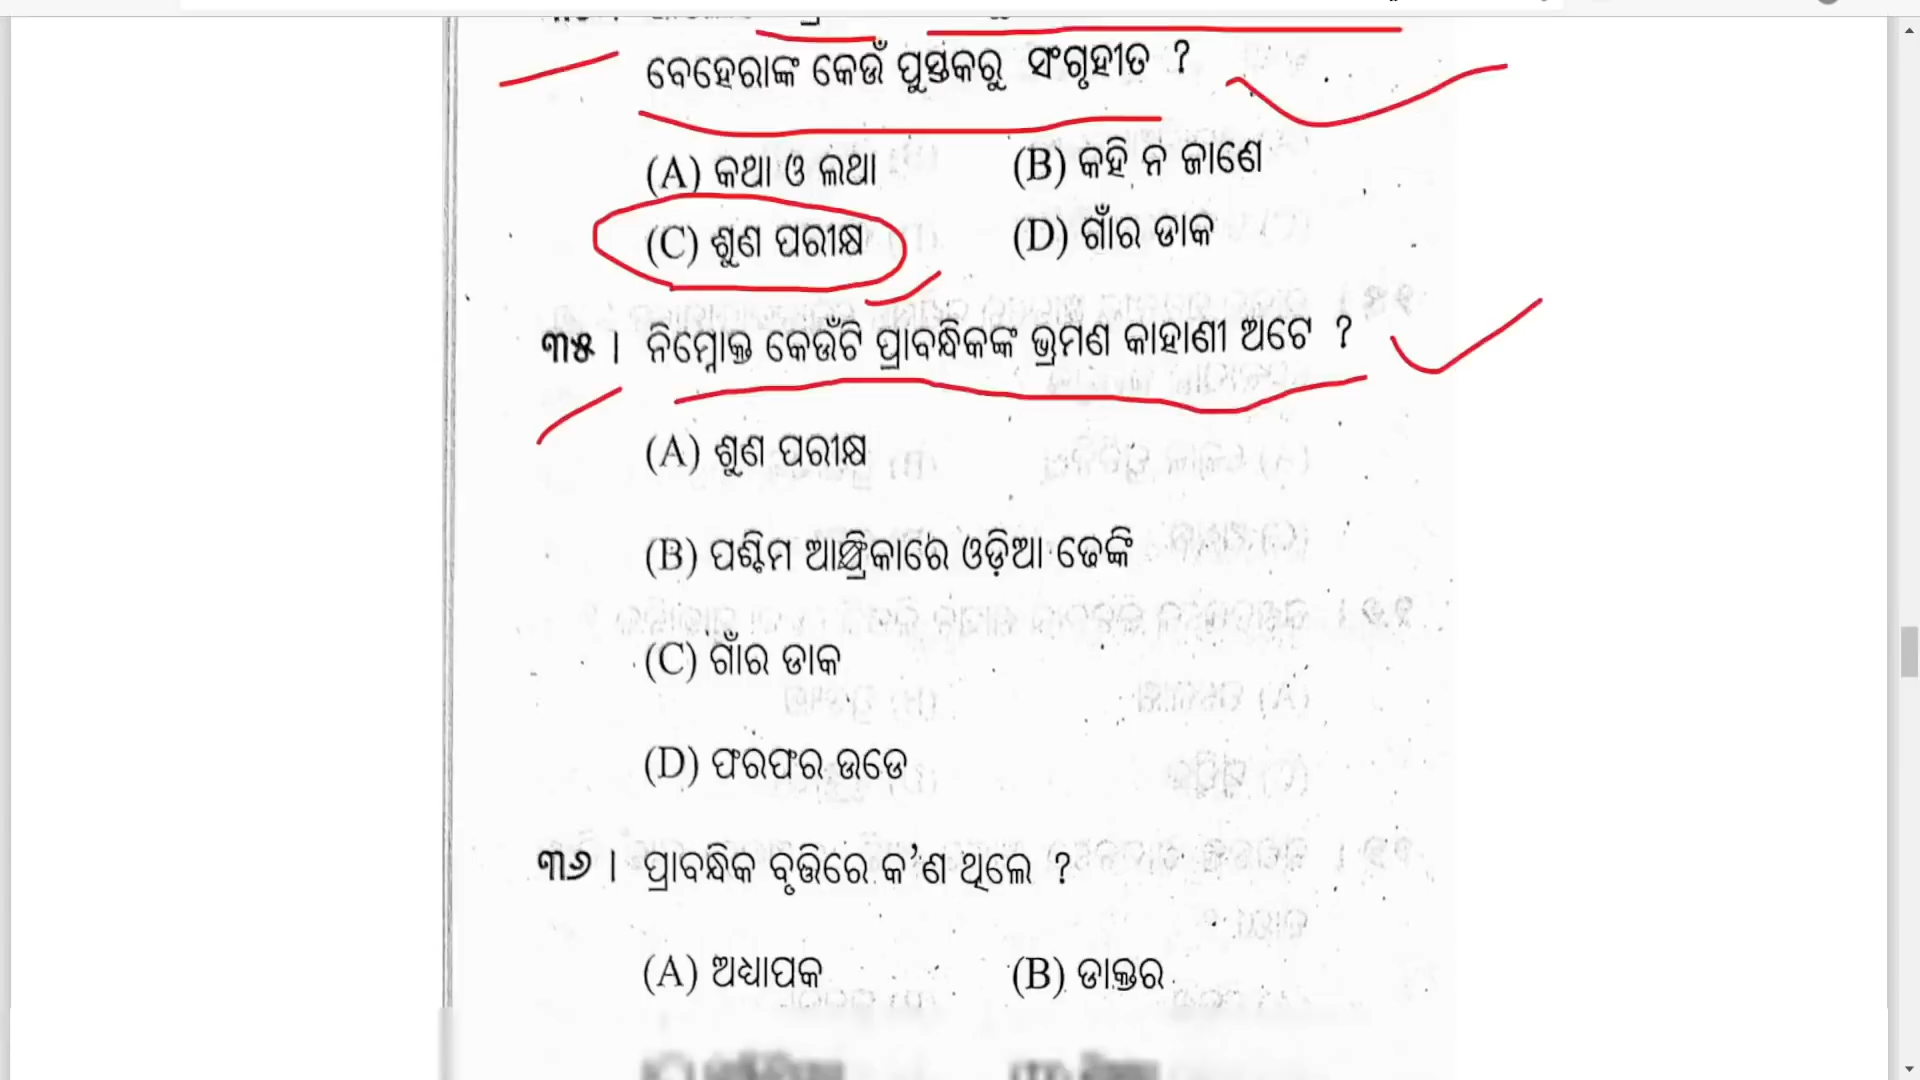 ବେହେରାଙ୍କ କେଉଁ ପୁସ୍ତକରୁ ସଂଗୃହୀତ ?
(A) କଥା ଓ ଲଥା (B) କହି ନ ଜାଣେ
(C) ଶୁଣ ପରୀକ୍ଷ (D) ଗାଁର ଡାକ
୩୫ । ନିମ୍ନୋକ୍ତ କେଉଁଟି ପ୍ରାବନ୍ଧିକଙ୍କ ଭ୍ରମଣ କାହାଣୀ ଅଟେ ?
(A) ଶୁଣ ପରୀକ୍ଷ
(B) ପଶ୍ଚିମ ଆଫ୍ରିକାରେ ଓଡ଼ିଆ ଢେଙ୍କି
(C) ଗାଁର ଡାକ
(D) ଫରଫର ଉଡେ
୩୬ । ପ୍ରାବନ୍ଧିକ ବୃତ୍ତିରେ କ'ଣ ଥିଲେ ?
(A) ଅଧ୍ୟାପକ (B) ଡାକ୍ତର